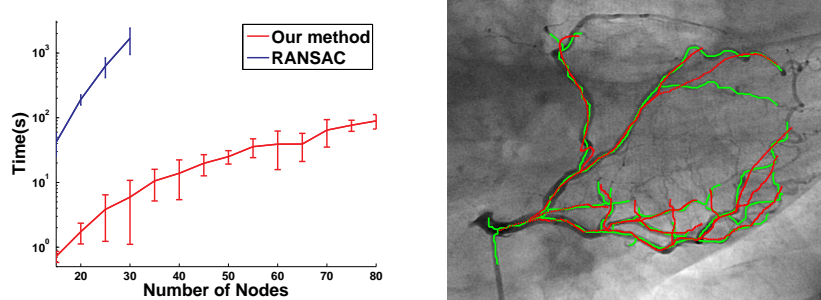 Our method
RANSAC
Time(s)
10³
10²
10¹
10⁰
20 30 40 50 60 70 80
Number of Nodes